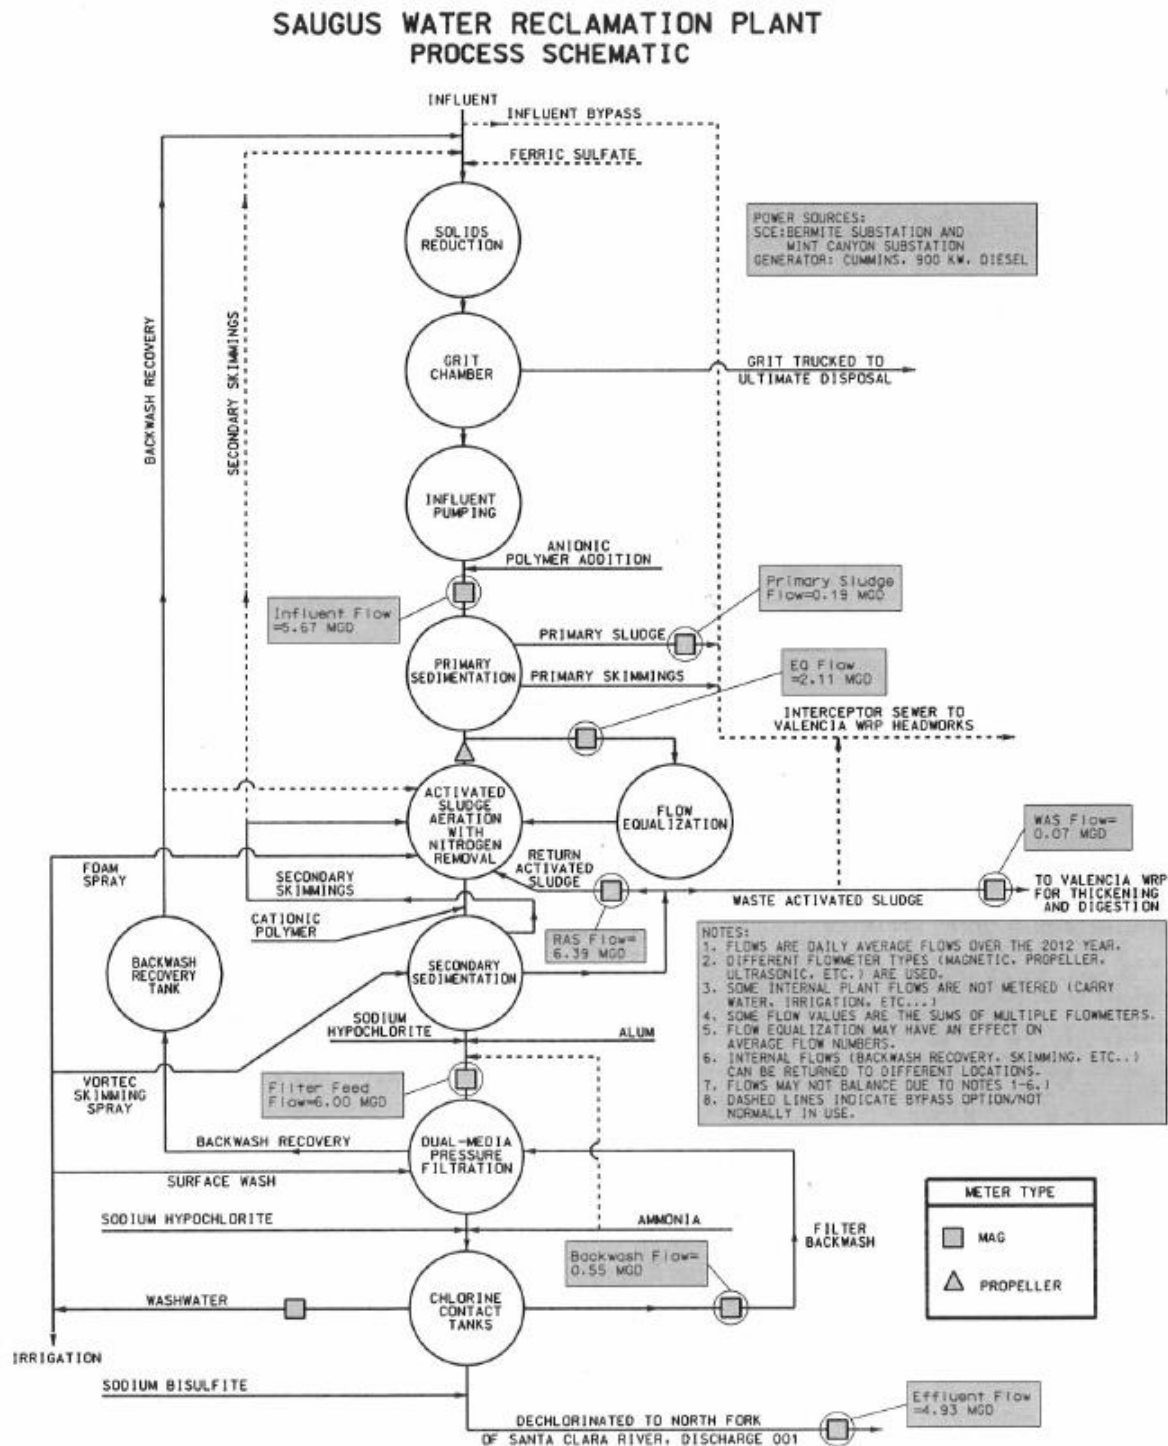 SAUGUS WATER RECLAMATION PLANT
PROCESS SCHEMATIC
INFLUENT
INFLUENT BYPASS
FERRIC SULFATE
SOLIDS
REDUCTION
POWER SOURCES:
SCE:BERMITE SUBSTATION AND
MINT CANYON SUBSTATION
GENERATOR: CUMMINS, 900 KW, DIESEL
BACKWASH RECOVERY
SECONDARY SKIMMINGS
GRIT
CHAMBER
GRIT TRUCKED TO
ULTIMATE DISPOSAL
INFLUENT
PUMPING
ANIONIC
POLYMER ADDITION
Influent Flow
=5.67 MGD
Primary Sludge
Flow=0.19 MGD
PRIMARY
SEDIMENTATION
PRIMARY SLUDGE
PRIMARY SKIMMINGS
EQ Flow
=2.11 MGD
INTERCEPTOR SEWER TO
VALENCIA WRP HEADWORKS
ACTIVATED
SLUDGE
AERATION
WITH
NITROGEN
REMOVAL
FLOW
EQUALIZATION
WAS Flow=
0.07 MGD
FOAM
SPRAY
SECONDARY
SKIMMINGS
RETURN
ACTIVATED
SLUDGE
WASTE ACTIVATED SLUDGE
TO VALENCIA WRP
FOR THICKENING
AND DIGESTION
CATIONIC
POLYMER
RAS Flow=
6.39 MGD
BACKWASH
RECOVERY
TANK
SECONDARY
SEDIMENTATION
NOTES:
1. FLOWS ARE DAILY AVERAGE FLOWS OVER THE 2012 YEAR.
2. DIFFERENT FLOWMETER TYPES (MAGNETIC, PROPELLER,
ULTRASONIC, ETC.) ARE USED.
3. SOME INTERNAL PLANT FLOWS ARE NOT METERED (CARRY
WATER, IRRIGATION, ETC...)
4. SOME FLOW VALUES ARE THE SUMS OF MULTIPLE FLOWMETERS.
5. FLOW EQUALIZATION MAY HAVE AN EFFECT ON
AVERAGE FLOW NUMBERS.
6. INTERNAL FLOWS (BACKWASH RECOVERY, SKIMMING, ETC..)
CAN BE RETURNED TO DIFFERENT LOCATIONS.
7. FLOWS MAY NOT BALANCE DUE TO NOTES 1-6.)
8. DASHED LINES INDICATE BYPASS OPTION/NOT
NORMALLY IN USE.
SODIUM
HYPOCHLORITE
ALUM
VORTEC
SKIMMING
SPRAY
Filter Feed
Flow=6.00 MGD
BACKWASH RECOVERY
DUAL-MEDIA
PRESSURE
FILTRATION
SURFACE WASH
SODIUM HYPOCHLORITE
AMMONIA
FILTER
BACKWASH
METER TYPE
MAG
PROPELLER
Backwash Flow=
0.55 MGD
WASHWATER
CHLORINE
CONTACT
TANKS
IRRIGATION
SODIUM BISULFITE
Effluent Flow
=4.93 MGD
DECHLORINATED TO NORTH FORK
OF SANTA CLARA RIVER, DISCHARGE 001